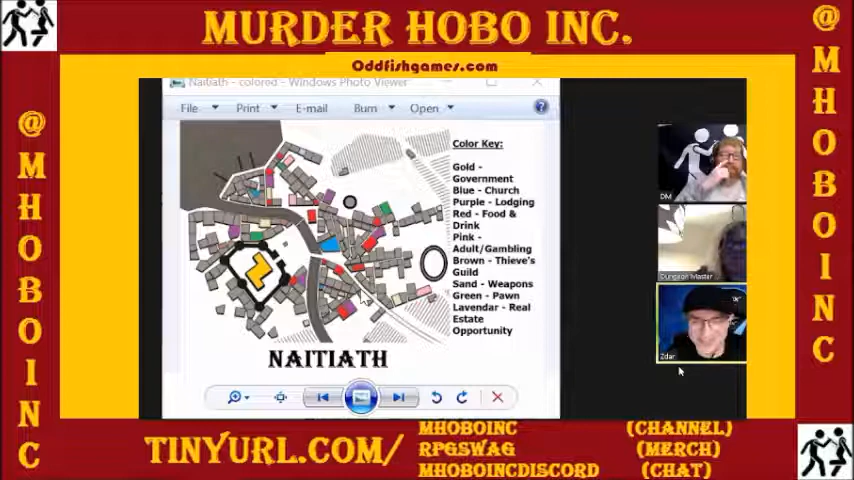 MURDER HOBO INC.
Oddfishgames.com
Naitiath - colored - Windows Photo Viewer
File Print E-mail Burn Open
Color Key:
Gold -
Government
Blue - Church
Purple - Lodging
Red - Food &
Drink
Pink -
Adult/Gambling
Brown - Thieve's
Guild
Sand - Weapons
Green - Pawn
Lavendar - Real
Estate
Opportunity
NAITIATH
DM
Dungeon Master
Zdar
@MHOBOINC
@MHOBOINC
TINYURL.COM/
MHOBOINC (CHANNEL)
RPGSWAG (MERCH)
MHOBOINCDISCORD (CHAT)